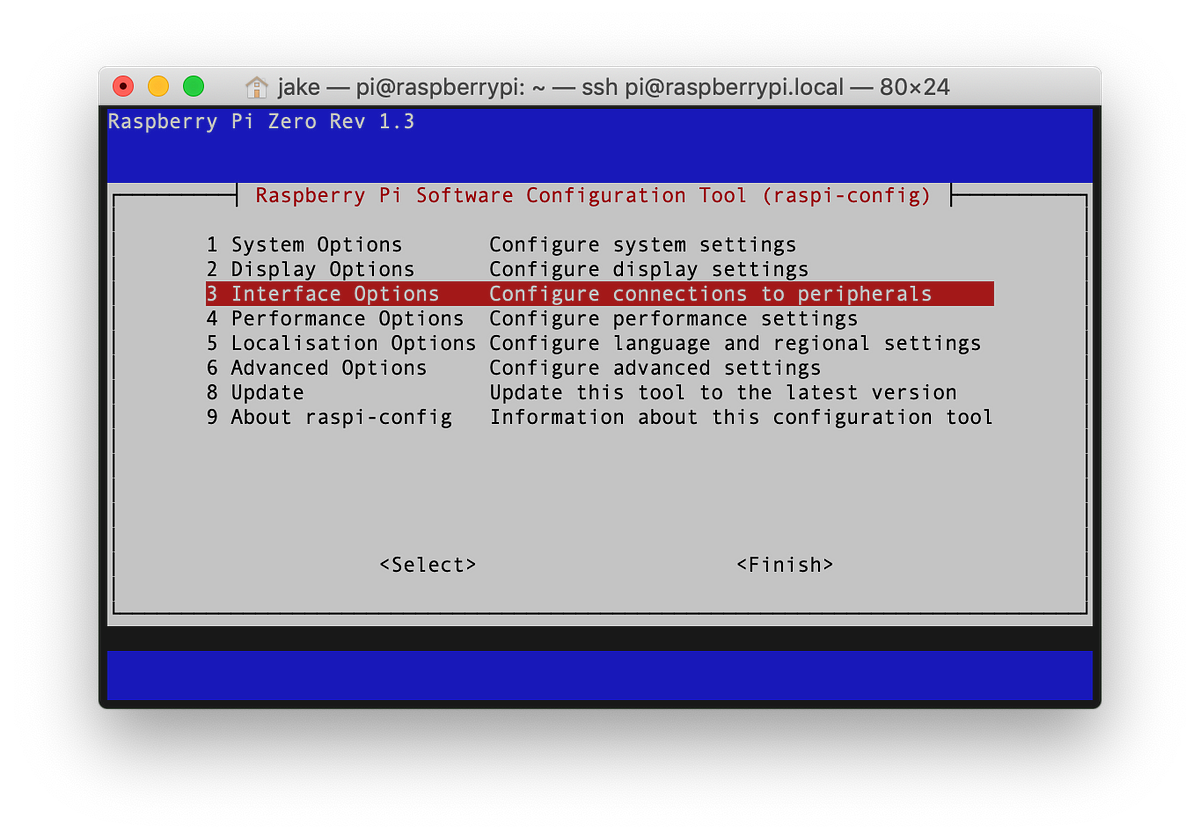 jake — pi@raspberrypi: ~ — ssh pi@raspberrypi.local — 80×24
Raspberry Pi Zero Rev 1.3
Raspberry Pi Software Configuration Tool (raspi-config)
1 System Options Configure system settings
2 Display Options Configure display settings
3 Interface Options Configure connections to peripherals
4 Performance Options Configure performance settings
5 Localisation Options Configure language and regional settings
6 Advanced Options Configure advanced settings
8 Update Update this tool to the latest version
9 About raspi-config Information about this configuration tool
<Select> <Finish>